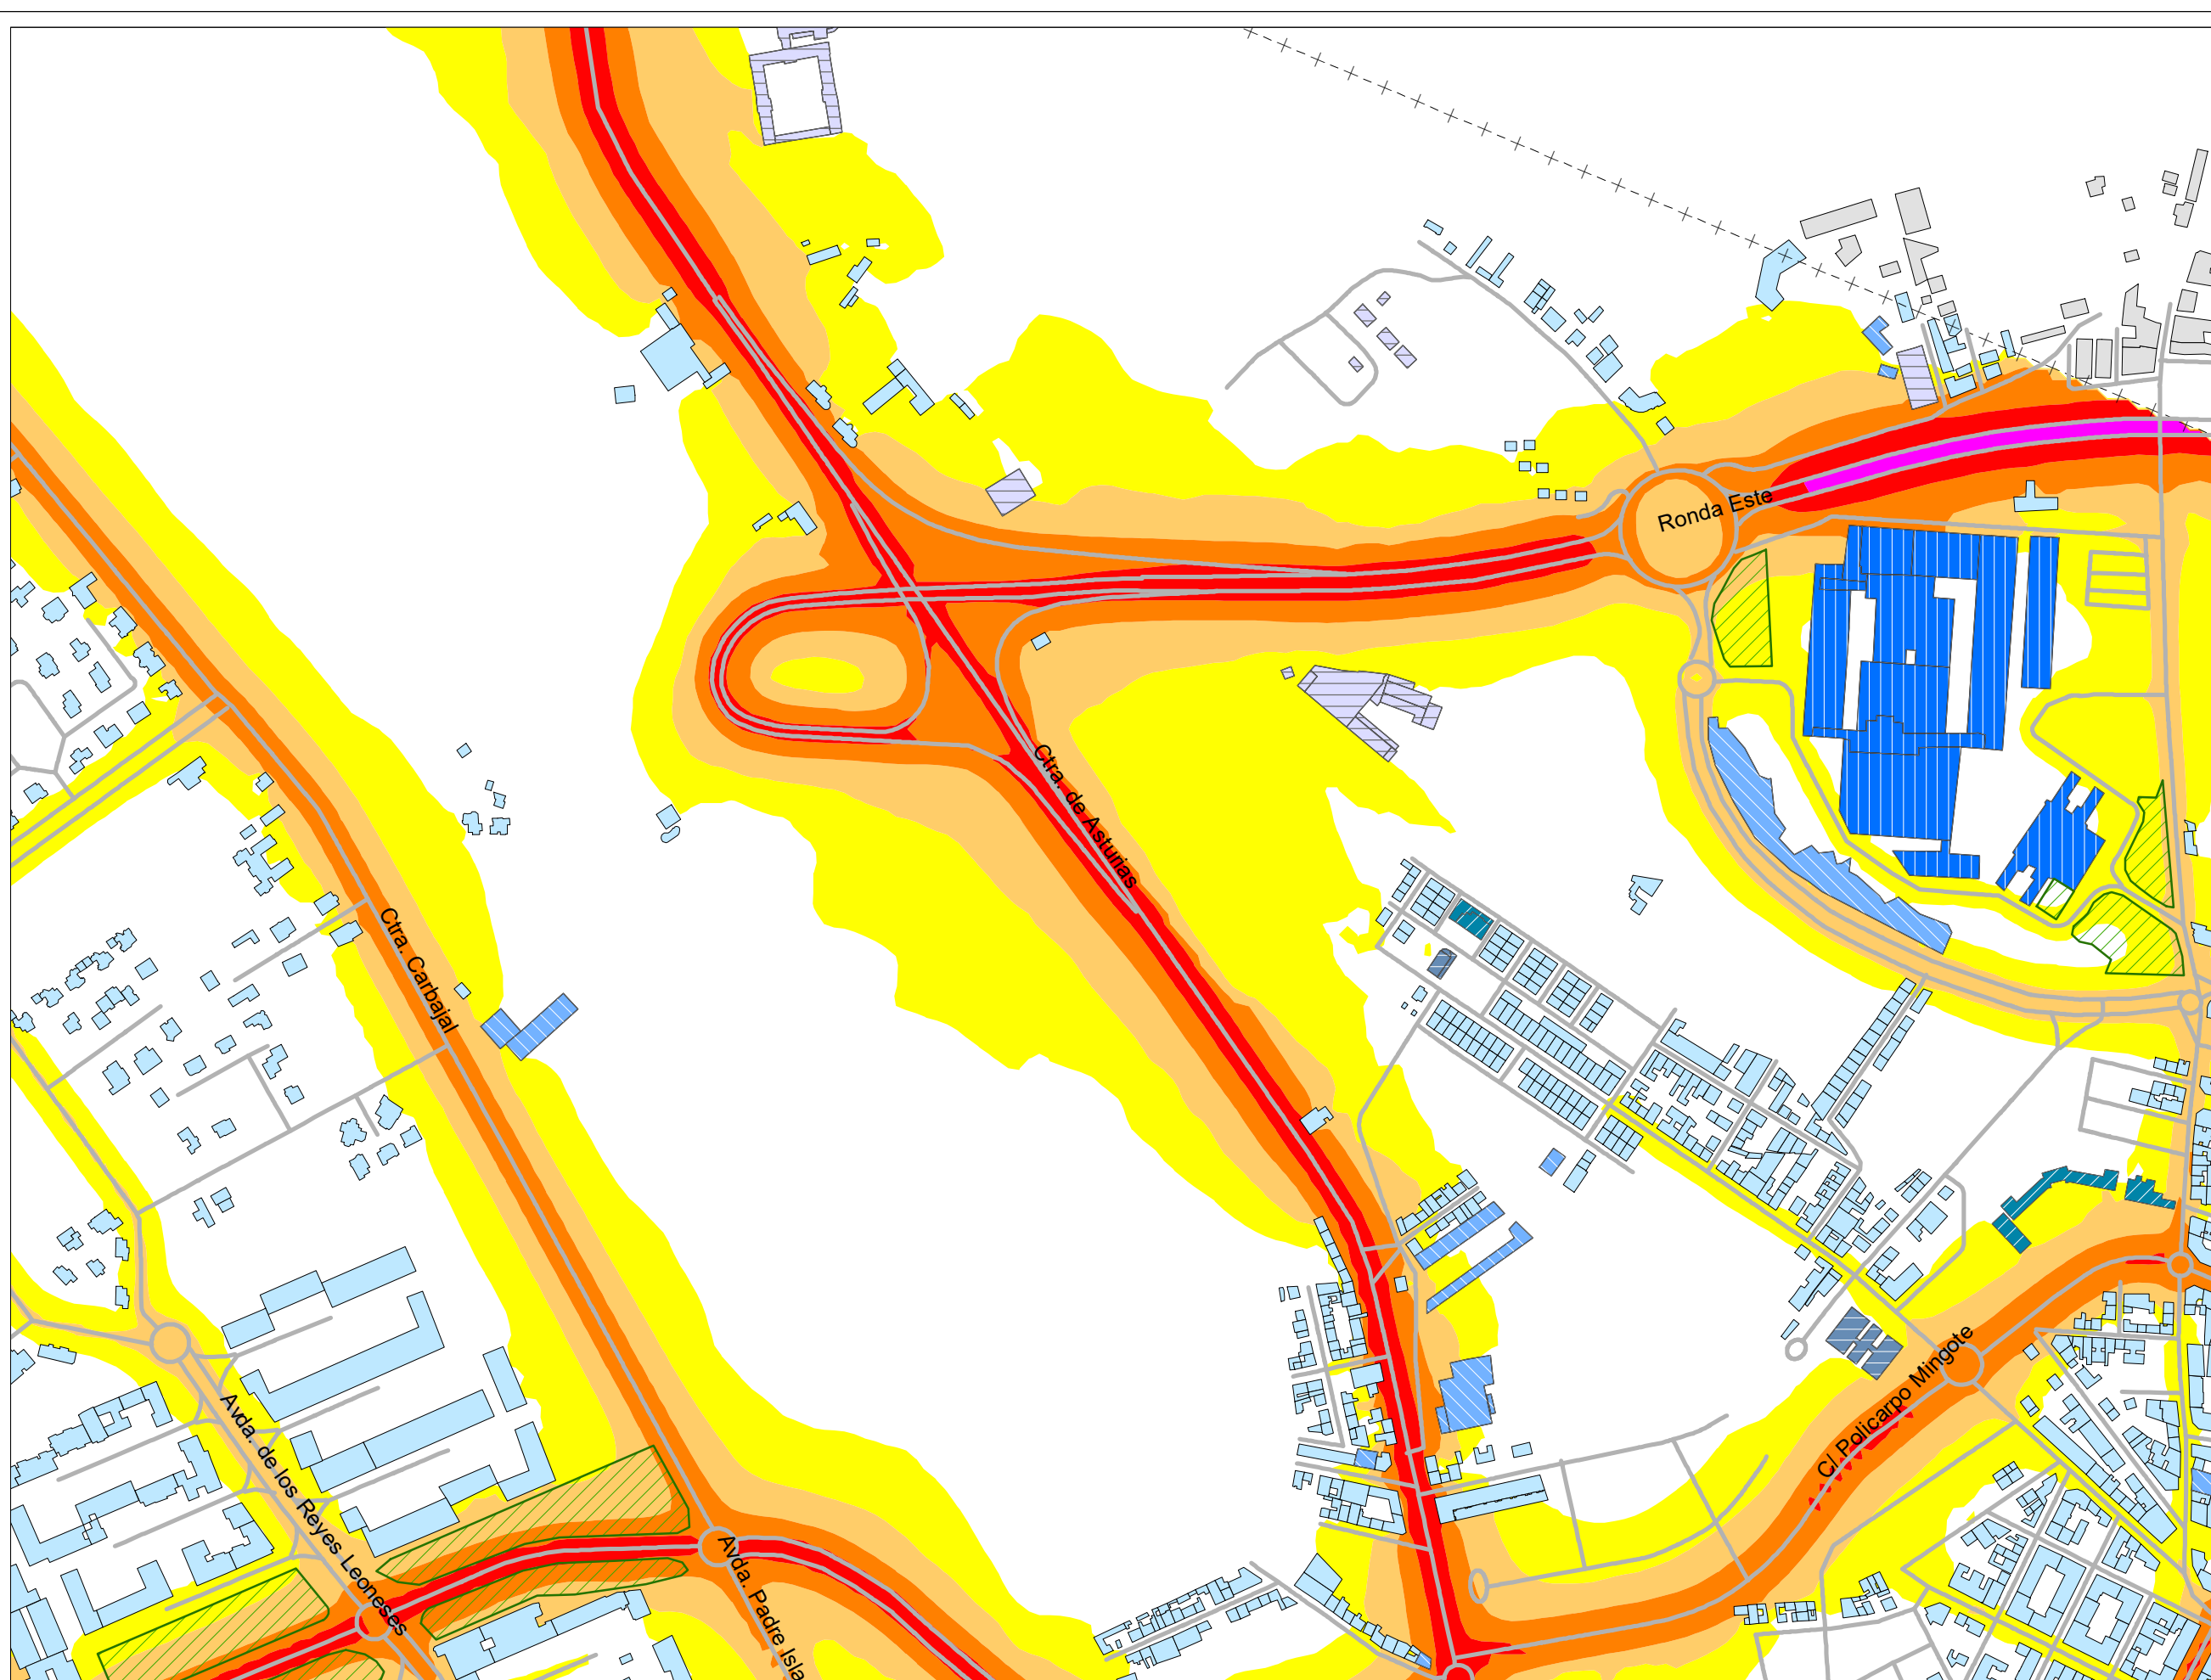 Ronda Este
Ctra. de Asturias
Ctra. Carbajal
C/ Policarpo Mingote
Avda. de los Reyes Leoneses
Avda. Padre Isla